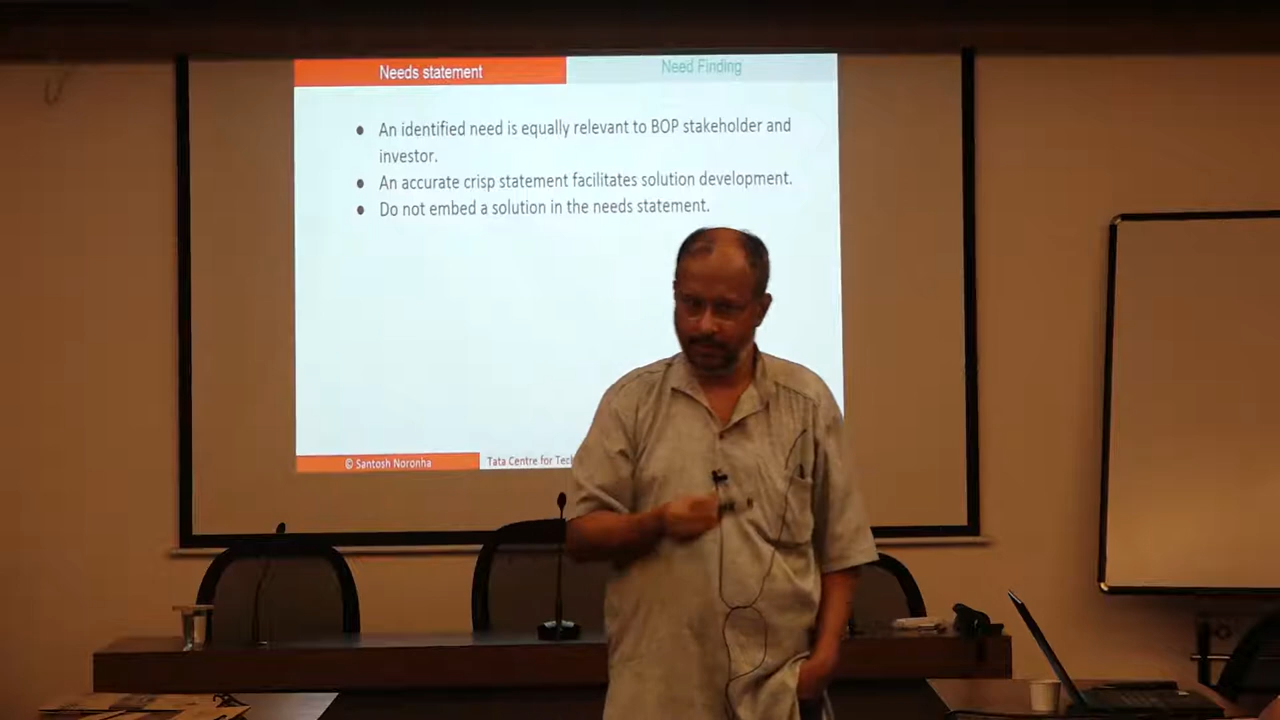 Needs statement
Need Finding
● An identified need is equally relevant to BOP stakeholder and
investor.
● An accurate crisp statement facilitates solution development.
● Do not embed a solution in the needs statement.
© Santosh Noronha
Tata Centre for